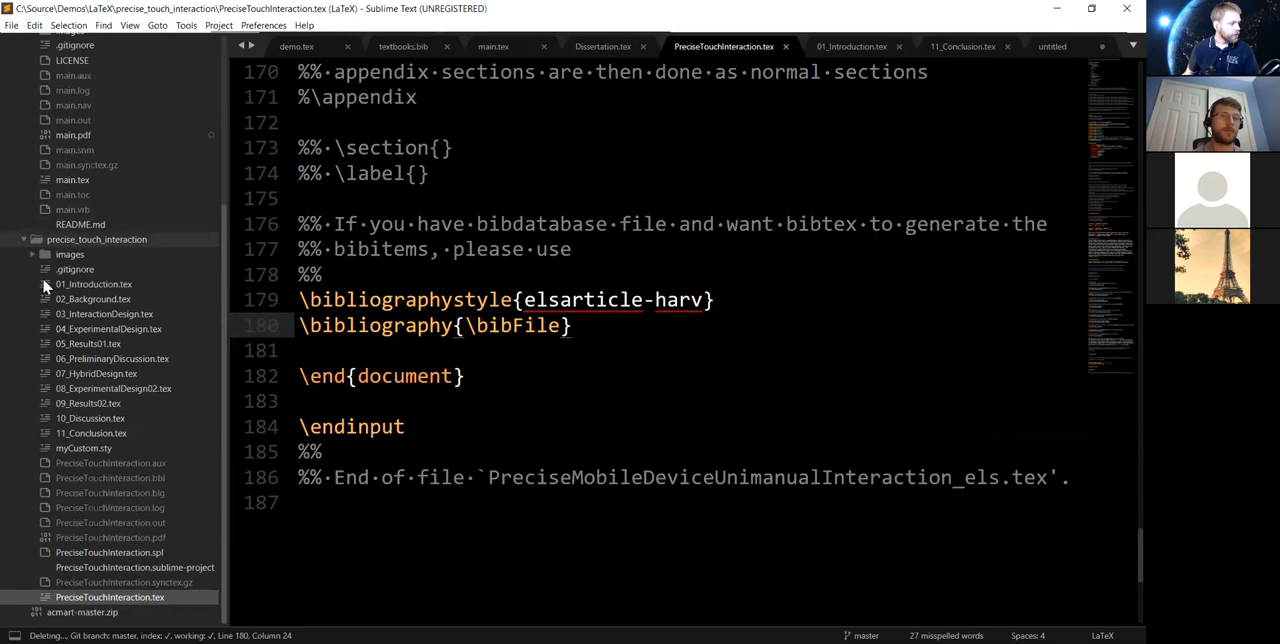 C:\Source\Demos\LaTeX\precise_touch_interaction\PreciseTouchInteraction.tex (LaTeX) - Sublime Text (UNREGISTERED)
File Edit Selection Find View Goto Tools Project Preferences Help
demo.tex textbooks.bib main.tex Dissertation.tex PreciseTouchInteraction.tex 01_Introduction.tex 11_Conclusion.tex untitled
.gitignore
LICENSE
main.aux
main.log
main.nav
main.out
main.pdf
main.snm
main.synctex.gz
main.tex
main.toc
main.vrb
README.md
precise_touch_interaction
images
.gitignore
01_Introduction.tex
02_Background.tex
03_InteractionDesign.tex
04_ExperimentalDesign.tex
05_Results01.tex
06_PreliminaryDiscussion.tex
07_HybridDesign.tex
08_ExperimentalDesign02.tex
09_Results02.tex
10_Discussion.tex
11_Conclusion.tex
myCustom.sty
PreciseTouchInteraction.aux
PreciseTouchInteraction.bbl
PreciseTouchInteraction.blg
PreciseTouchInteraction.log
PreciseTouchInteraction.out
PreciseTouchInteraction.pdf
PreciseTouchInteraction.spl
PreciseTouchInteraction.sublime-project
PreciseTouchInteraction.synctex.gz
PreciseTouchInteraction.tex
acmart-master.zip
170 %% appendix sections are then done as normal sections
171 %\appendix
172
173 %% \section{}
174 %% \label{}
175
176 %% If you have bibdatabase file and want bibtex to generate the
177 %% bibitems, please use
178 %%
179 \bibliographystyle{elsarticle-harv}
180 \bibliography{\bibFile}
181
182 \end{document}
183
184 \endinput
185 %%
186 %% End of file `PreciseMobileDeviceUnimanualInteraction_els.tex'.
187
Deleting..., Git branch: master, index: ✓, working: ✓, Line 180, Column 24 master 27 misspelled words Spaces: 4 LaTeX